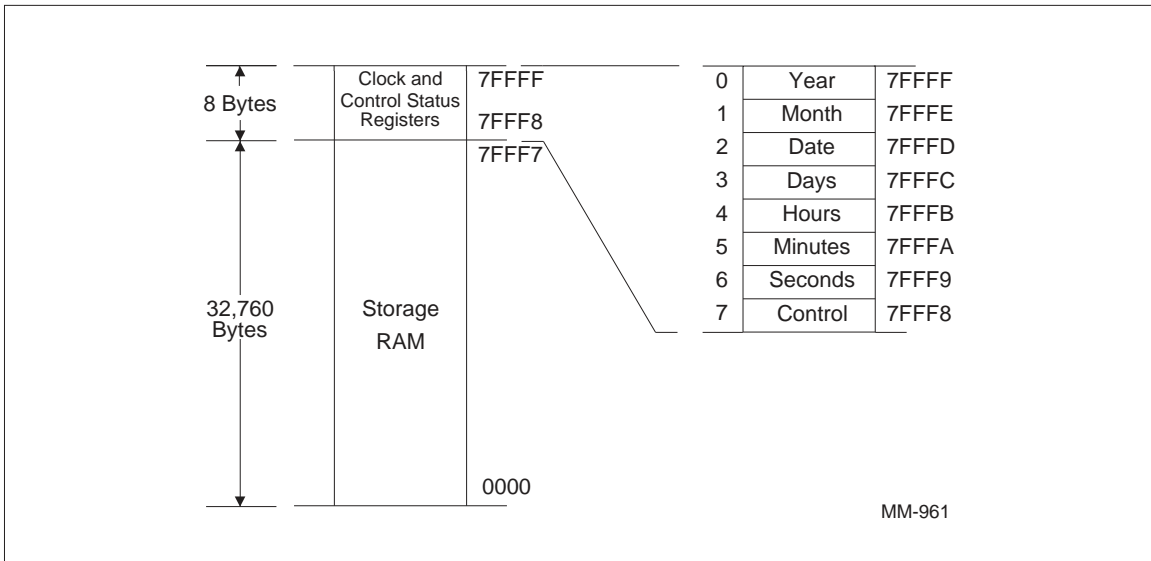 8 Bytes
Clock and
Control Status
Registers
7FFFF
7FFF8
7FFF7
32,760
Bytes
Storage
RAM
0000
0 Year 7FFFF
1 Month 7FFFE
2 Date 7FFFD
3 Days 7FFFC
4 Hours 7FFFB
5 Minutes 7FFFA
6 Seconds 7FFF9
7 Control 7FFF8
MM-961